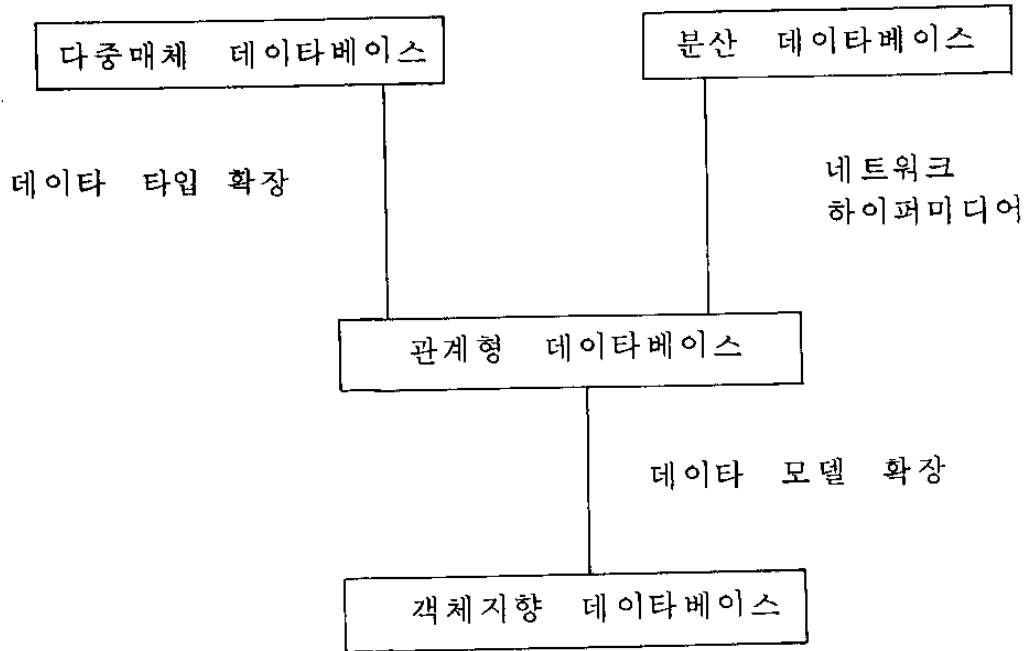 다중매체 데이타베이스
분산 데이타베이스
데이타 타입 확장
네트워크
하이퍼미디어
관계형 데이타베이스
데이타 모델 확장
객체지향 데이타베이스